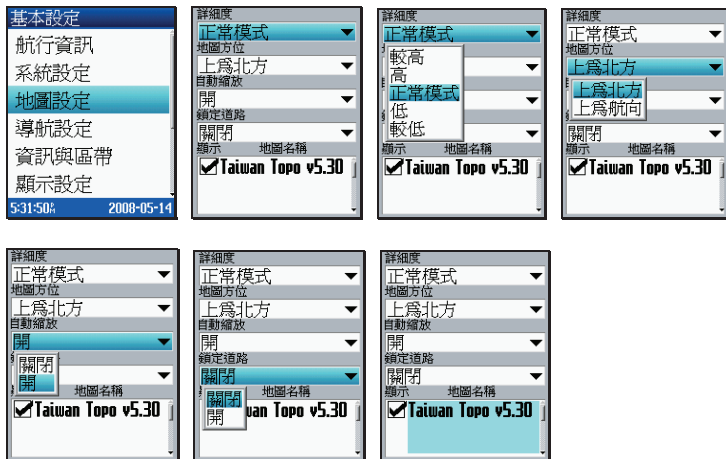 基本設定
航行資訊
系統設定
地圖設定
導航設定
資訊與區帶
顯示設定
5:31:50 2008-05-14
詳細度
正常模式
地圖方位
上爲北方
自動縮放
開
鎖定道路
關閉
顯示 地圖名稱
Taiwan Topo v5.30
詳細度
正常模式
較高
高
正常模式
低
較低
顯示 地圖名稱
Taiwan Topo v5.30
詳細度
正常模式
地圖方位
上爲北方
上爲北方
上爲航向
關閉
顯示 地圖名稱
Taiwan Topo v5.30
詳細度
正常模式
地圖方位
上爲北方
自動縮放
開
關閉
開
地圖名稱
Taiwan Topo v5.30
詳細度
正常模式
地圖方位
上爲北方
自動縮放
開
鎖定道路
關閉
關閉
開
地圖名稱
wan Topo v5.30
詳細度
正常模式
地圖方位
上爲北方
自動縮放
開
鎖定道路
關閉
顯示 地圖名稱
Taiwan Topo v5.30